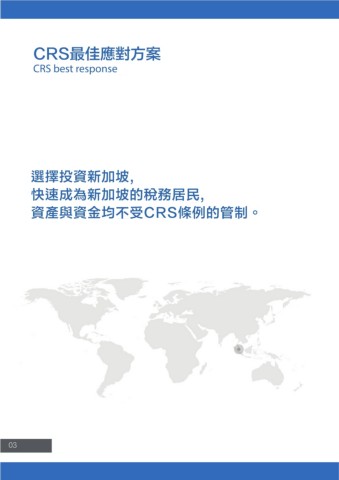 CRS最佳應對方案
CRS best response
選擇投資新加坡,
快速成為新加坡的稅務居民,
資產與資金均不受CRS條例的管制。
03